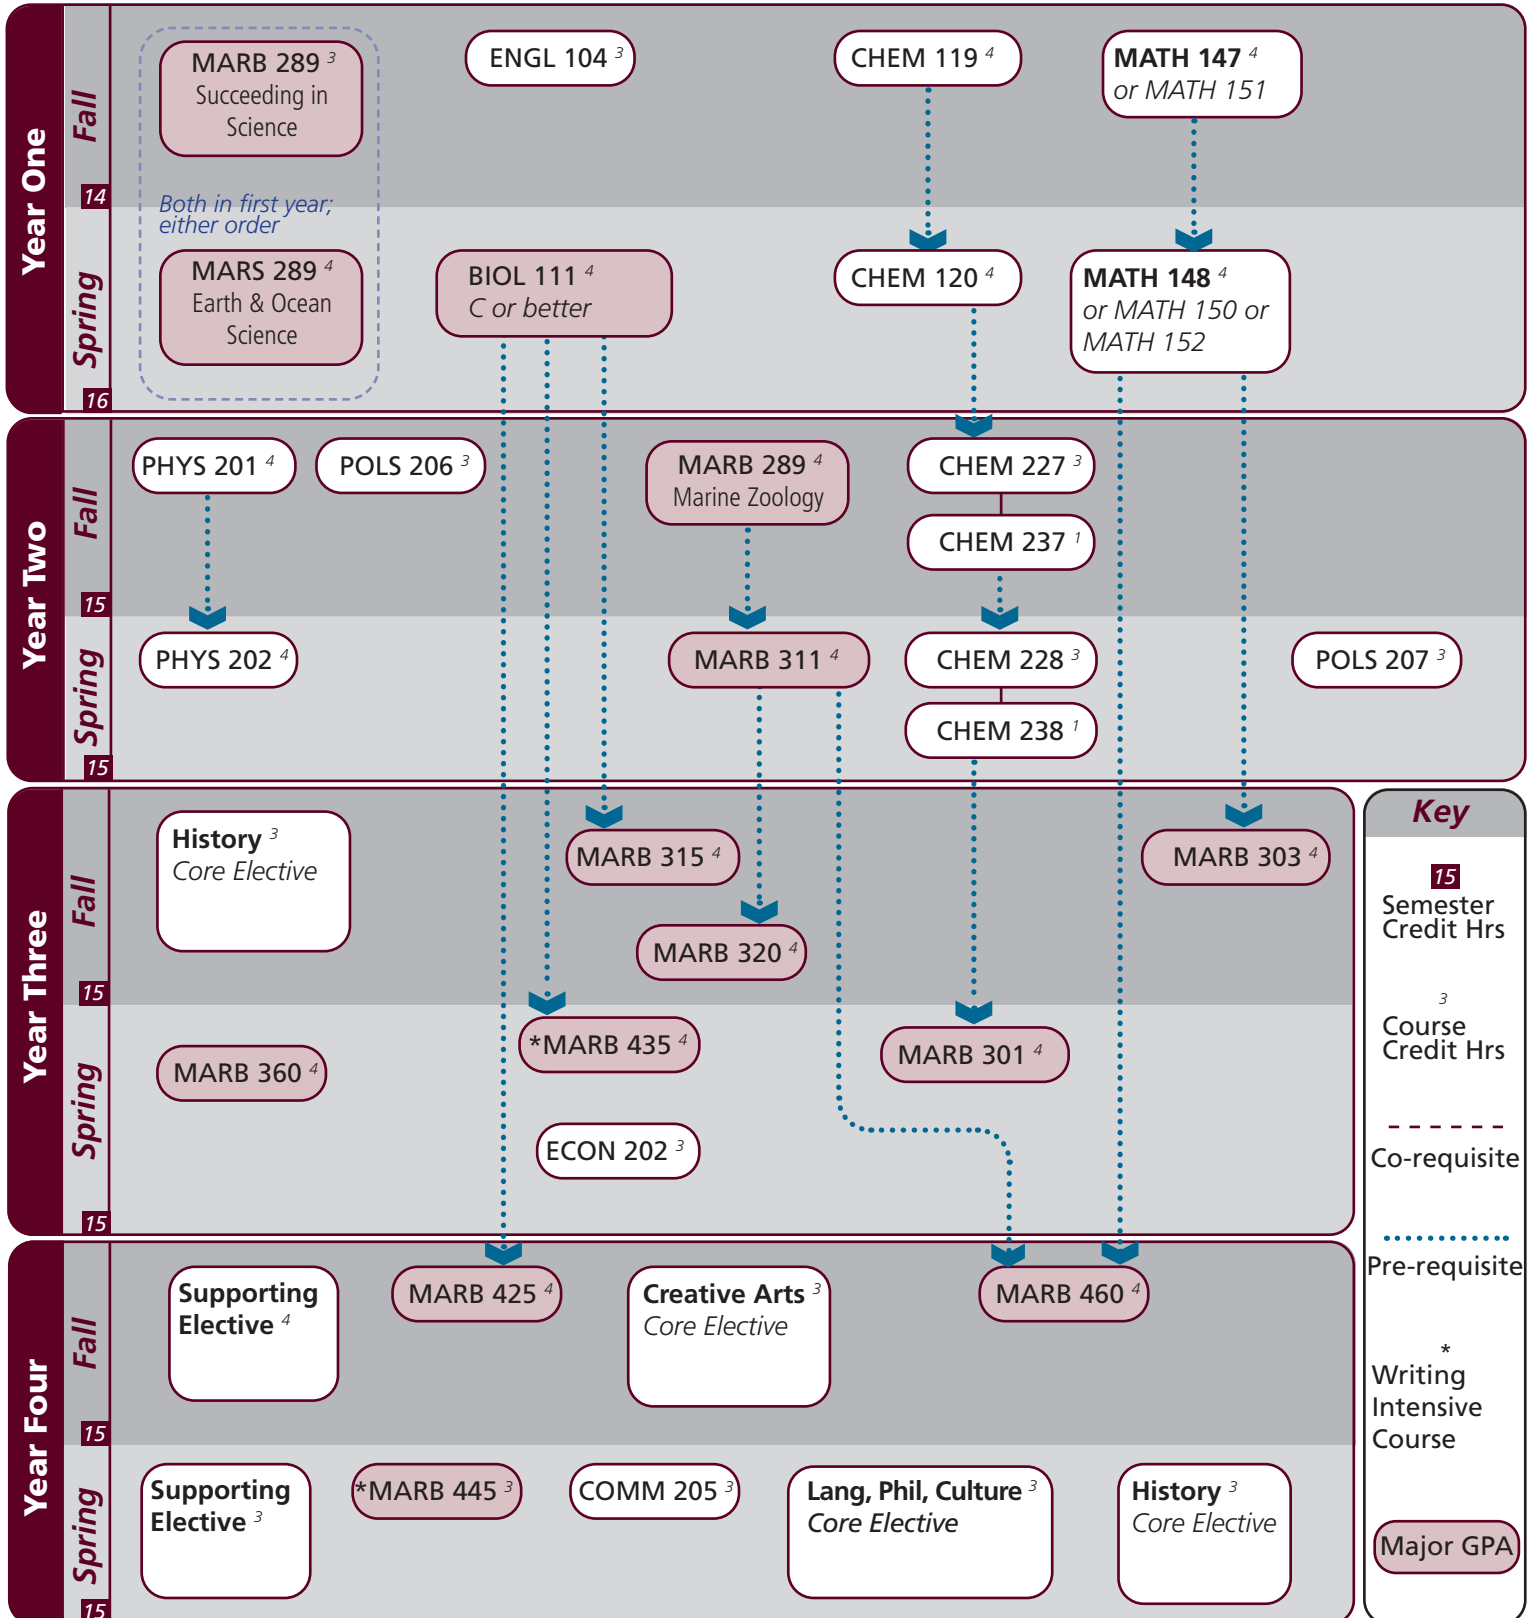 Year One
Fall
MARB 289 3
Succeeding in
Science
ENGL 104 3
CHEM 119 4
MATH 147 4
or MATH 151
14
Both in first year;
either order
Spring
MARS 289 4
Earth & Ocean
Science
BIOL 111 4
C or better
CHEM 120 4
MATH 148 4
or MATH 150 or
MATH 152
16
Year Two
Fall
PHYS 201 4
POLS 206 3
MARB 289 4
Marine Zoology
CHEM 227 3
CHEM 237 1
15
Spring
PHYS 202 4
MARB 311 4
CHEM 228 3
POLS 207 3
CHEM 238 1
15
Year Three
Fall
History 3
Core Elective
MARB 315 4
MARB 303 4
MARB 320 4
15
Spring
*MARB 435 4
MARB 301 4
MARB 360 4
ECON 202 3
15
Year Four
Fall
Supporting
Elective 4
MARB 425 4
Creative Arts 3
Core Elective
MARB 460 4
15
Spring
Supporting
Elective 3
*MARB 445 3
COMM 205 3
Lang, Phil, Culture 3
Core Elective
History 3
Core Elective
15
Key
15
Semester
Credit Hrs
3
Course
Credit Hrs
Co-requisite
Pre-requisite
*
Writing
Intensive
Course
Major GPA